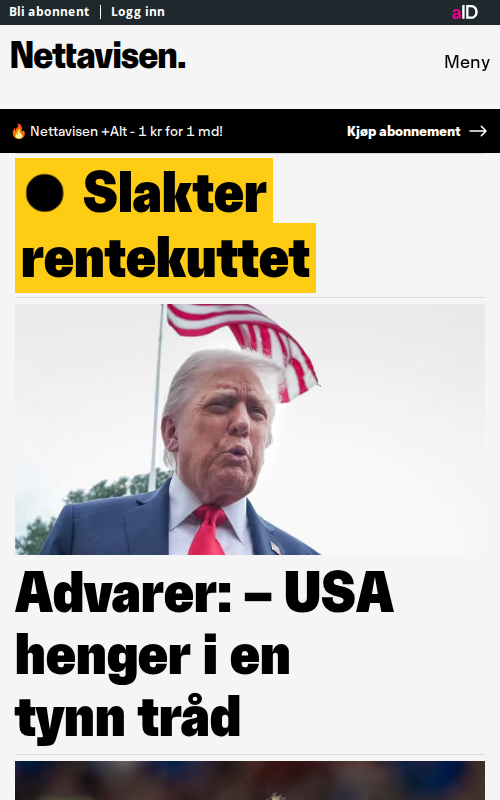 Bli abonnent | Logg inn
aID
Nettavisen.
Meny
🔥 Nettavisen +Alt - 1 kr for 1 md!
Kjøp abonnement →
● Slakter
rentekuttet
Advarer: – USA
henger i en
tynn tråd